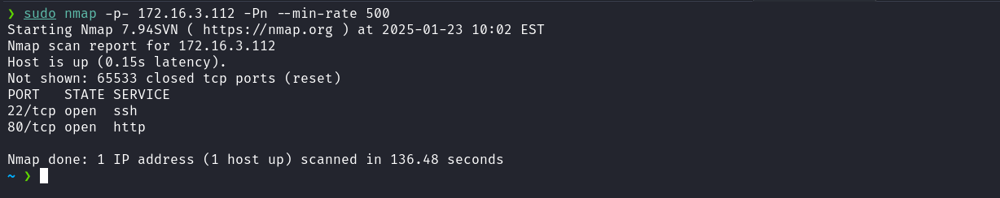 ❯ sudo nmap -p- 172.16.3.112 -Pn --min-rate 500
Starting Nmap 7.94SVN ( https://nmap.org ) at 2025-01-23 10:02 EST
Nmap scan report for 172.16.3.112
Host is up (0.15s latency).
Not shown: 65533 closed tcp ports (reset)
PORT   STATE SERVICE
22/tcp open  ssh
80/tcp open  http
Nmap done: 1 IP address (1 host up) scanned in 136.48 seconds
~ ❯